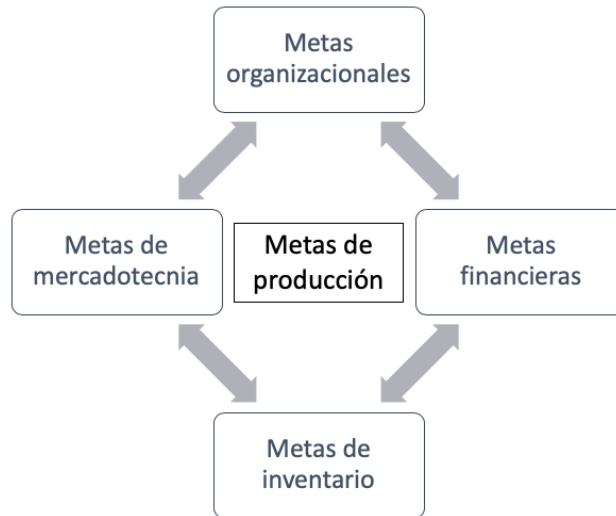 Metas
organizacionales
Metas de
mercadotecnia
Metas de
producción
Metas
financieras
Metas de
inventario